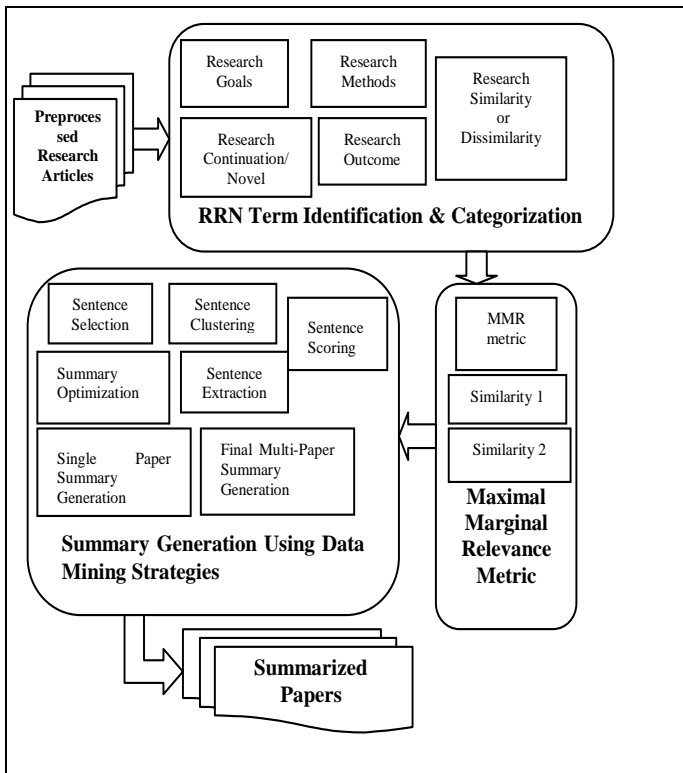 Preproces
sed
Research
Articles
Research
Goals
Research
Methods
Research
Similarity
or
Dissimilarity
Research
Continuation/
Novel
Research
Outcome
RRN Term Identification & Categorization
Sentence
Selection
Sentence
Clustering
Sentence
Scoring
Summary
Optimization
Sentence
Extraction
Single Paper
Summary
Generation
Final Multi-Paper
Summary
Generation
Summary Generation Using Data
Mining Strategies
MMR
metric
Similarity 1
Similarity 2
Maximal
Marginal
Relevance
Metric
Summarized
Papers